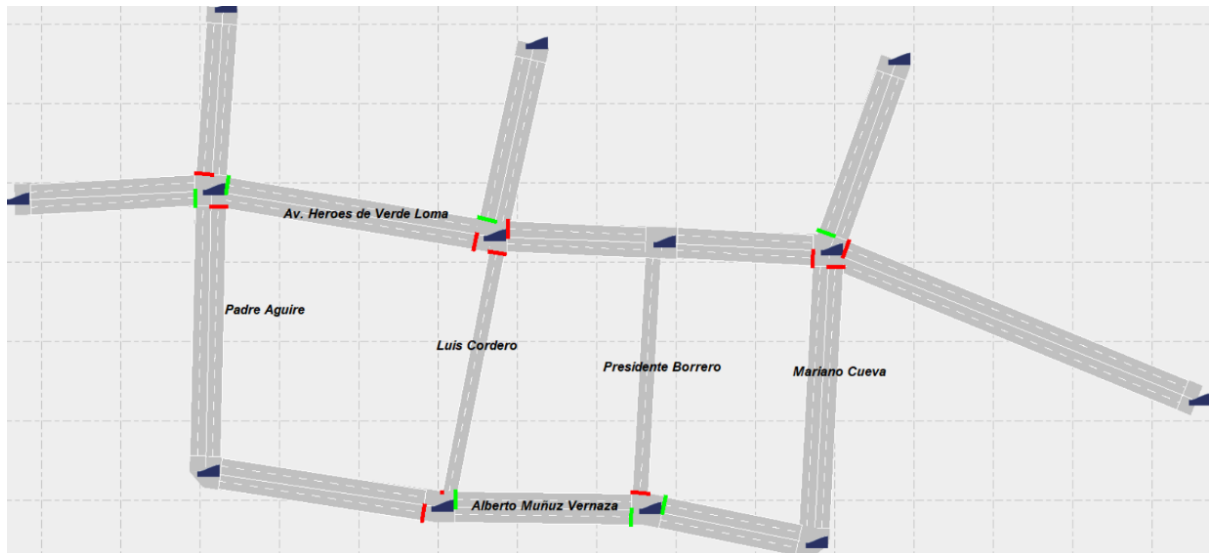 Av. Heroes de Verde Loma
Padre Aguire
Luis Cordero
Presidente Borrero
Mariano Cueva
Alberto Muñuz Vernaza